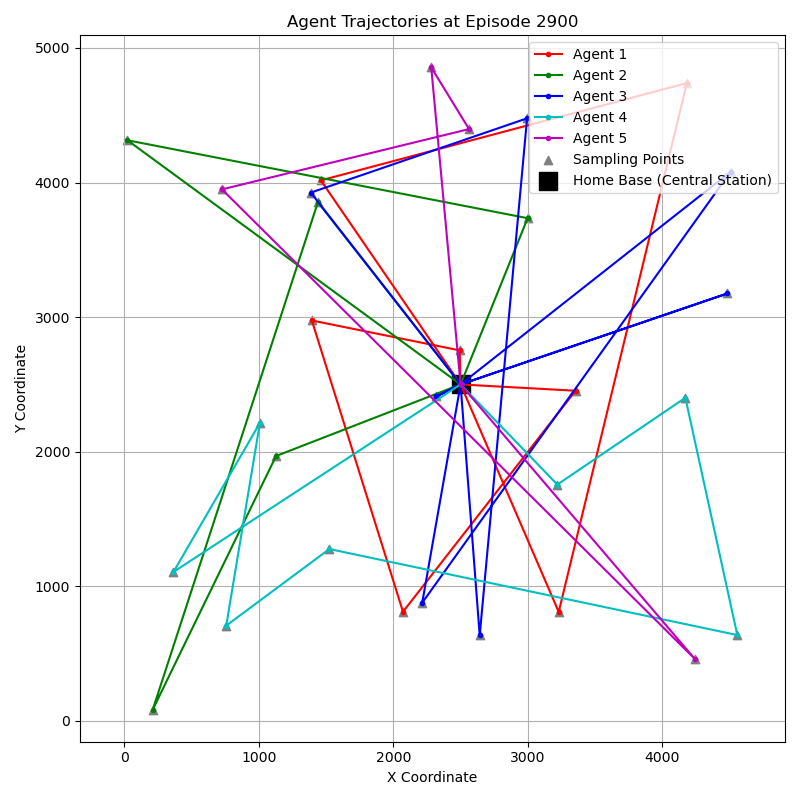 Agent Trajectories at Episode 2900
Agent 1
Agent 2
Agent 3
Agent 4
Agent 5
Sampling Points
Home Base (Central Station)
Y Coordinate
5000
4000
3000
2000
1000
0
0 1000 2000 3000 4000
X Coordinate